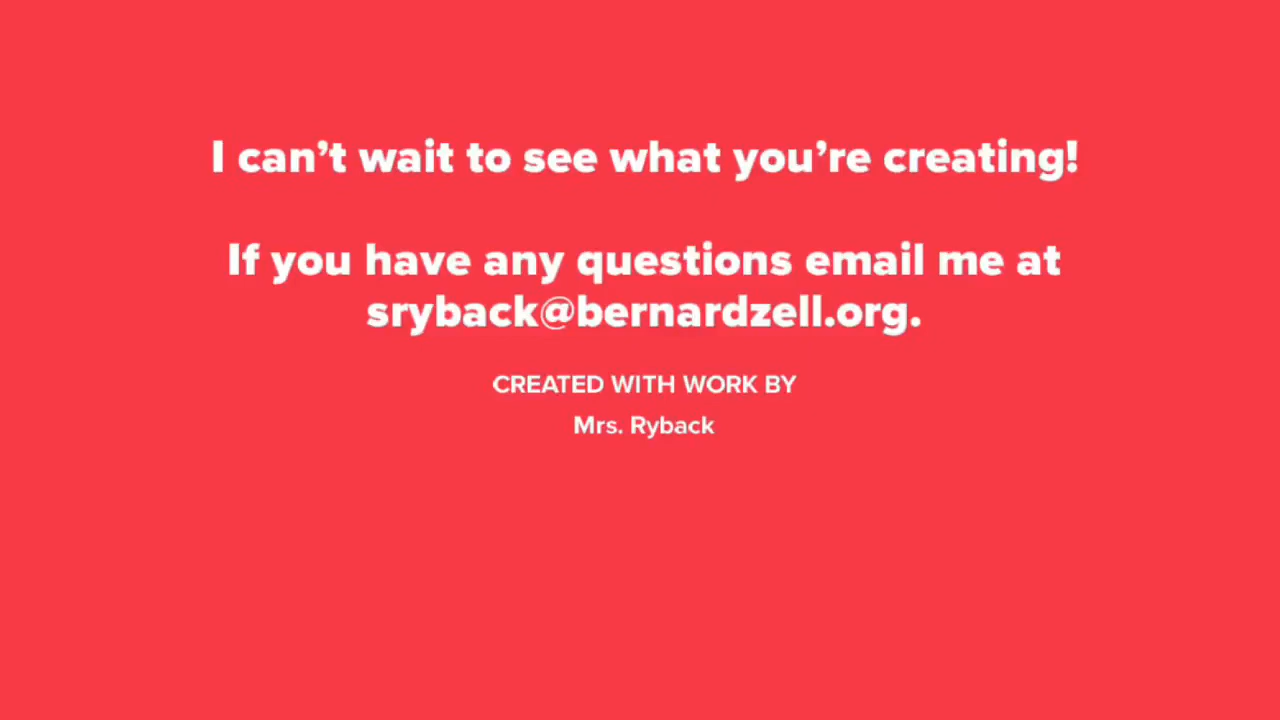 I can’t wait to see what you’re creating!
If you have any questions email me at
sryback@bernardzell.org.
CREATED WITH WORK BY
Mrs. Ryback